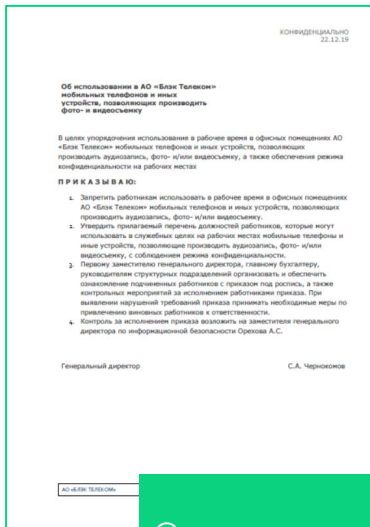 КОНФИДЕНЦИАЛЬНО
22.12.19
Об использовании в АО «Блэк Телеком»
мобильных телефонов и иных
устройств, позволяющих производить
фото- и видеосъемку
В целях упорядочения использования в рабочее время в офисных помещениях АО
«Блэк Телеком» мобильных телефонов и иных устройств, позволяющих
производить аудиозапись, фото- и/или видеосъемку, а также обеспечения режима
конфиденциальности на рабочих местах
П Р И К А З Ы В А Ю:
1. Запретить работникам использовать в рабочее время в офисных помещениях
АО «Блэк Телеком» мобильных телефонов и иных устройств, позволяющих
производить аудиозапись, фото- и/или видеосъемку.
2. Утвердить прилагаемый перечень должностей работников, которые могут
использовать в служебных целях на рабочих местах мобильные телефоны и
иные устройства, позволяющие производить аудиозапись, фото- и/или
видеосъемку, с соблюдением режима конфиденциальности.
3. Первому заместителю генерального директора, главному бухгалтеру,
руководителям структурных подразделений организовать и обеспечить
ознакомление подчиненных работников с приказом под роспись, а также
контрольных мероприятий за исполнением работниками приказа. При
выявлении нарушений требований приказа принимать необходимые меры по
привлечению виновных работников к ответственности.
4. Контроль за исполнением приказа возложить на заместителя генерального
директора по информационной безопасности Орехова А.С.
Генеральный директор С.А. Чернокомов
АО «БЛЭК ТЕЛЕКОМ»